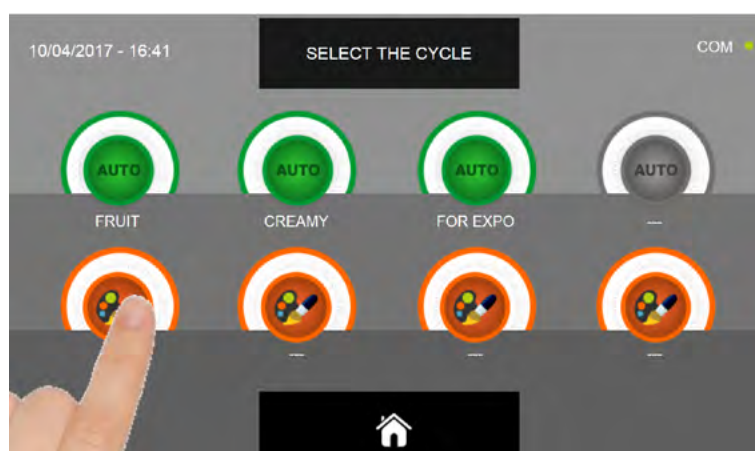 10/04/2017 - 16:41
SELECT THE CYCLE
COM
AUTO
AUTO
AUTO
AUTO
FRUIT
CREAMY
FOR EXPO
---
---
---
---